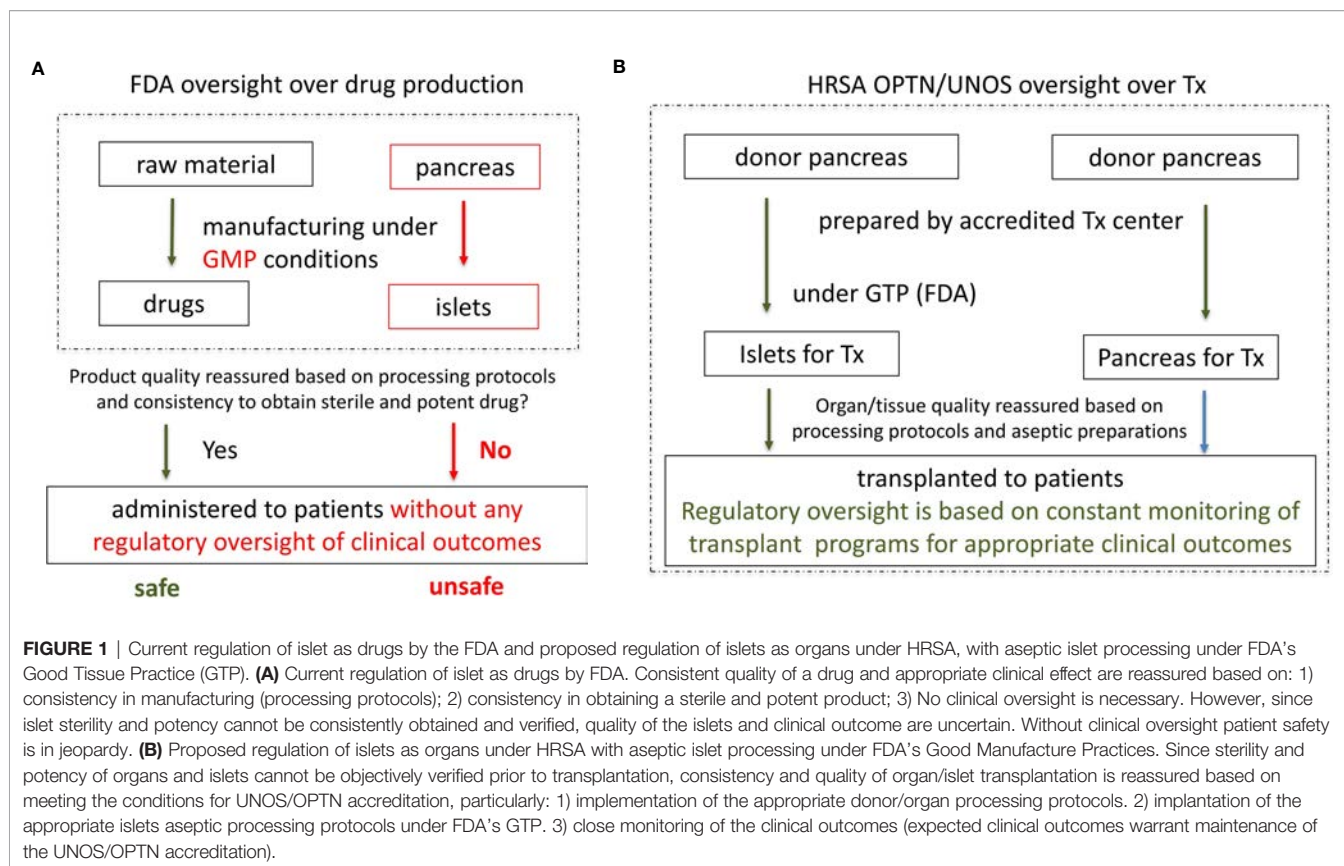 A
FDA oversight over drug production
raw material
pancreas
manufacturing under
GMP conditions
drugs
islets
Product quality reassured based on processing protocols
and consistency to obtain sterile and potent drug?
Yes
No
administered to patients without any
regulatory oversight of clinical outcomes
safe
unsafe
B
HRSA OPTN/UNOS oversight over Tx
donor pancreas
donor pancreas
prepared by accredited Tx center
under GTP (FDA)
Islets for Tx
Pancreas for Tx
Organ/tissue quality reassured based on
processing protocols and aseptic preparations
transplanted to patients
Regulatory oversight is based on constant monitoring of
transplant programs for appropriate clinical outcomes
FIGURE 1 | Current regulation of islet as drugs by the FDA and proposed regulation of islets as organs under HRSA, with aseptic islet processing under FDA's
Good Tissue Practice (GTP). (A) Current regulation of islet as drugs by FDA. Consistent quality of a drug and appropriate clinical effect are reassured based on: 1)
consistency in manufacturing (processing protocols); 2) consistency in obtaining a sterile and potent product; 3) No clinical oversight is necessary. However, since
islet sterility and potency cannot be consistently obtained and verified, quality of the islets and clinical outcome are uncertain. Without clinical oversight patient safety
is in jeopardy. (B) Proposed regulation of islets as organs under HRSA with aseptic islet processing under FDA's Good Manufacture Practices. Since sterility and
potency of organs and islets cannot be objectively verified prior to transplantation, consistency and quality of organ/islet transplantation is reassured based on
meeting the conditions for UNOS/OPTN accreditation, particularly: 1) implementation of the appropriate donor/organ processing protocols. 2) implantation of the
appropriate islets aseptic processing protocols under FDA's GTP. 3) close monitoring of the clinical outcomes (expected clinical outcomes warrant maintenance of
the UNOS/OPTN accreditation).